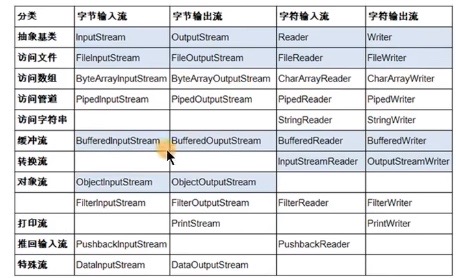 分类 字节输入流 字节输出流 字符输入流 字符输出流
抽象基类 InputStream OutputStream Reader Writer
访问文件 FileInputStream FileOutputStream FileReader FileWriter
访问数组 ByteArrayInputStream ByteArrayOutputStream CharArrayReader CharArrayWriter
访问管道 PipedInputStream PipedOutputStream PipedReader PipedWriter
访问字符串 StringReader StringWriter
缓冲流 BufferedInputStream BufferedOuputStream BufferedReader BufferedWriter
转换流 InputStreamReader OutputStreamWriter
对象流 ObjectInputStream ObjectOutputStream
FilterInputStream FilterOutputStream FilterReader FilterWriter
打印流 PrintStream PrintWriter
推回输入流 PushbackInputStream PushbackReader
特殊流 DataInputStream DataOutputStream